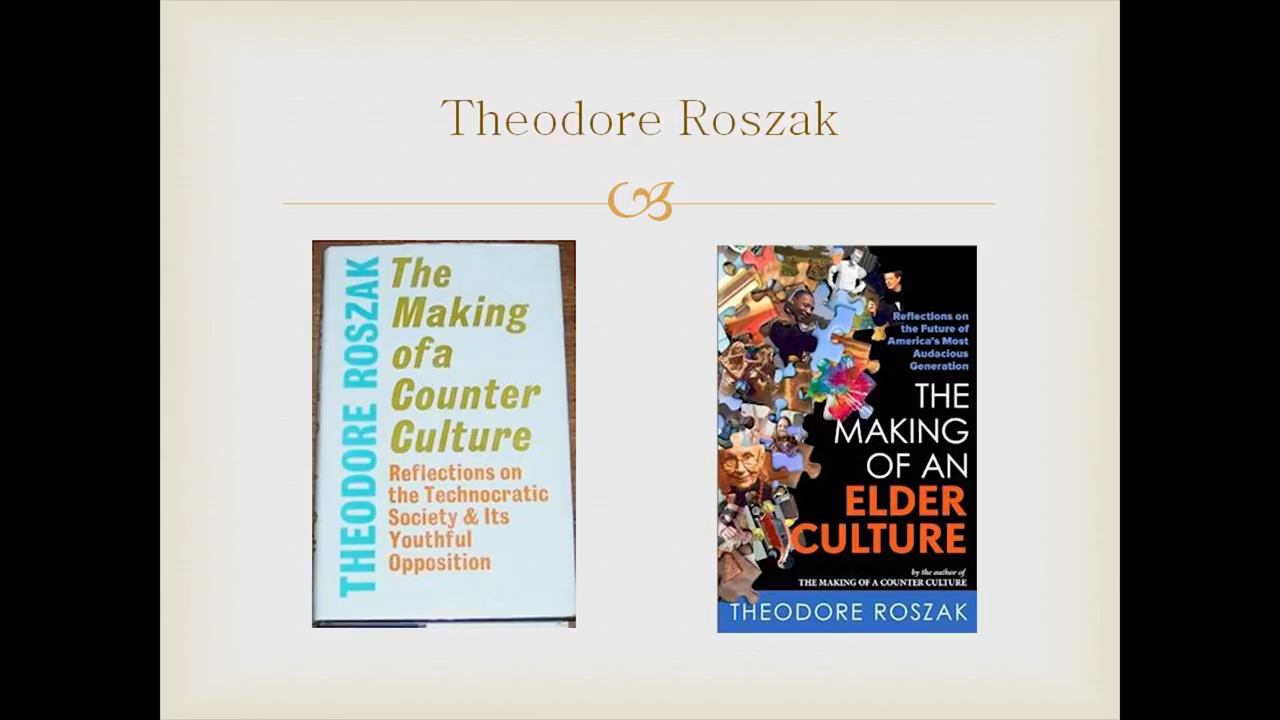 Theodore Roszak
THEODORE ROSZAK
The
Making
of a
Counter
Culture
Reflections on
the Technocratic
Society & Its
Youthful
Opposition
Reflections on
the Future of
America's Most
Audacious
Generation
THE
MAKING
OF AN
ELDER
CULTURE
by the author of
THE MAKING OF A COUNTER CULTURE
THEODORE ROSZAK